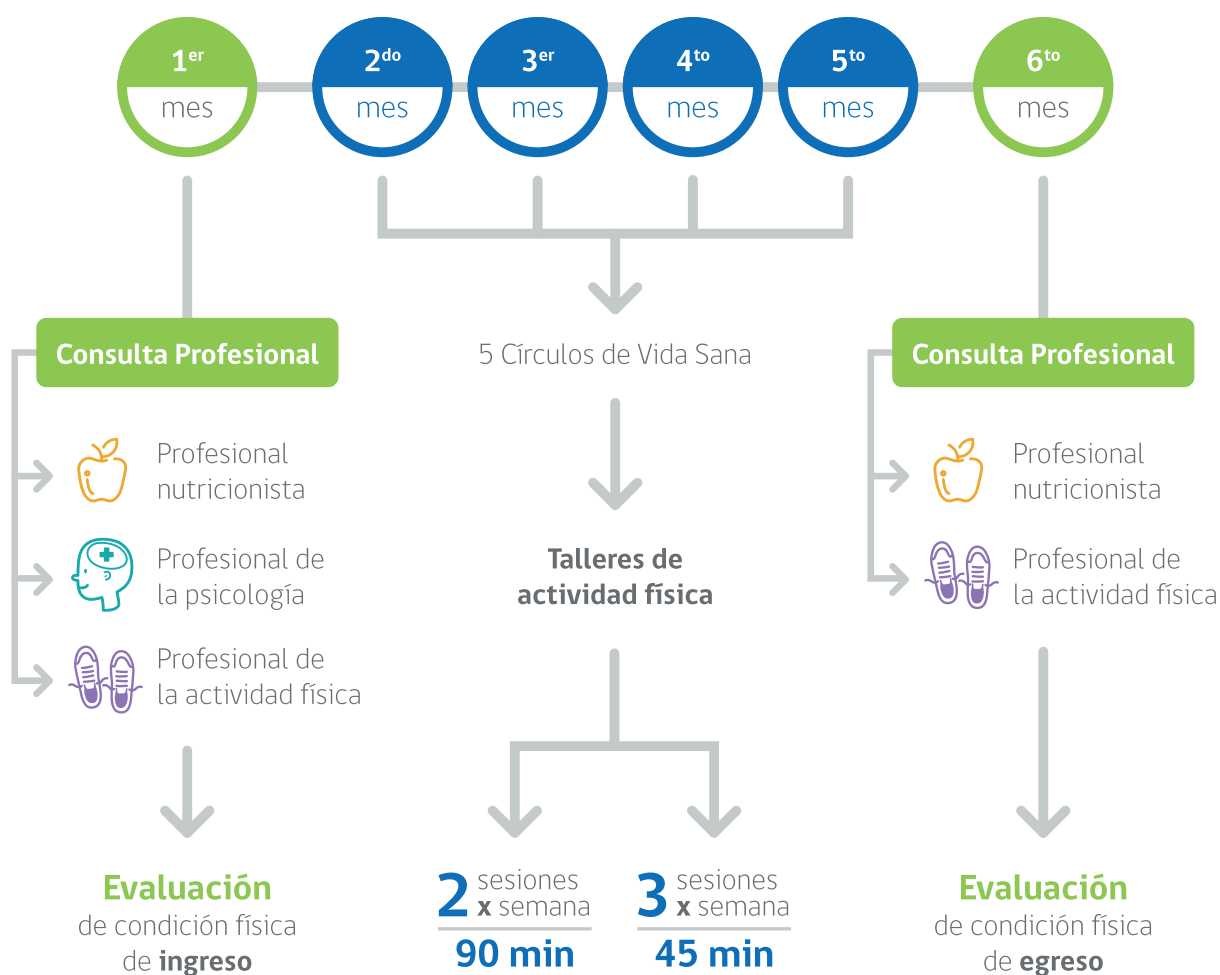 1er
mes
2do
mes
3er
mes
4to
mes
5to
mes
6to
mes
Consulta Profesional
Profesional
nutricionista
Profesional de
la psicología
Profesional de
la actividad física
Evaluación
de condición física
de ingreso
5 Círculos de Vida Sana
Talleres de
actividad física
2 sesiones
x semana
90 min
3 sesiones
x semana
45 min
Consulta Profesional
Profesional
nutricionista
Profesional de
la actividad física
Evaluación
de condición física
de egreso